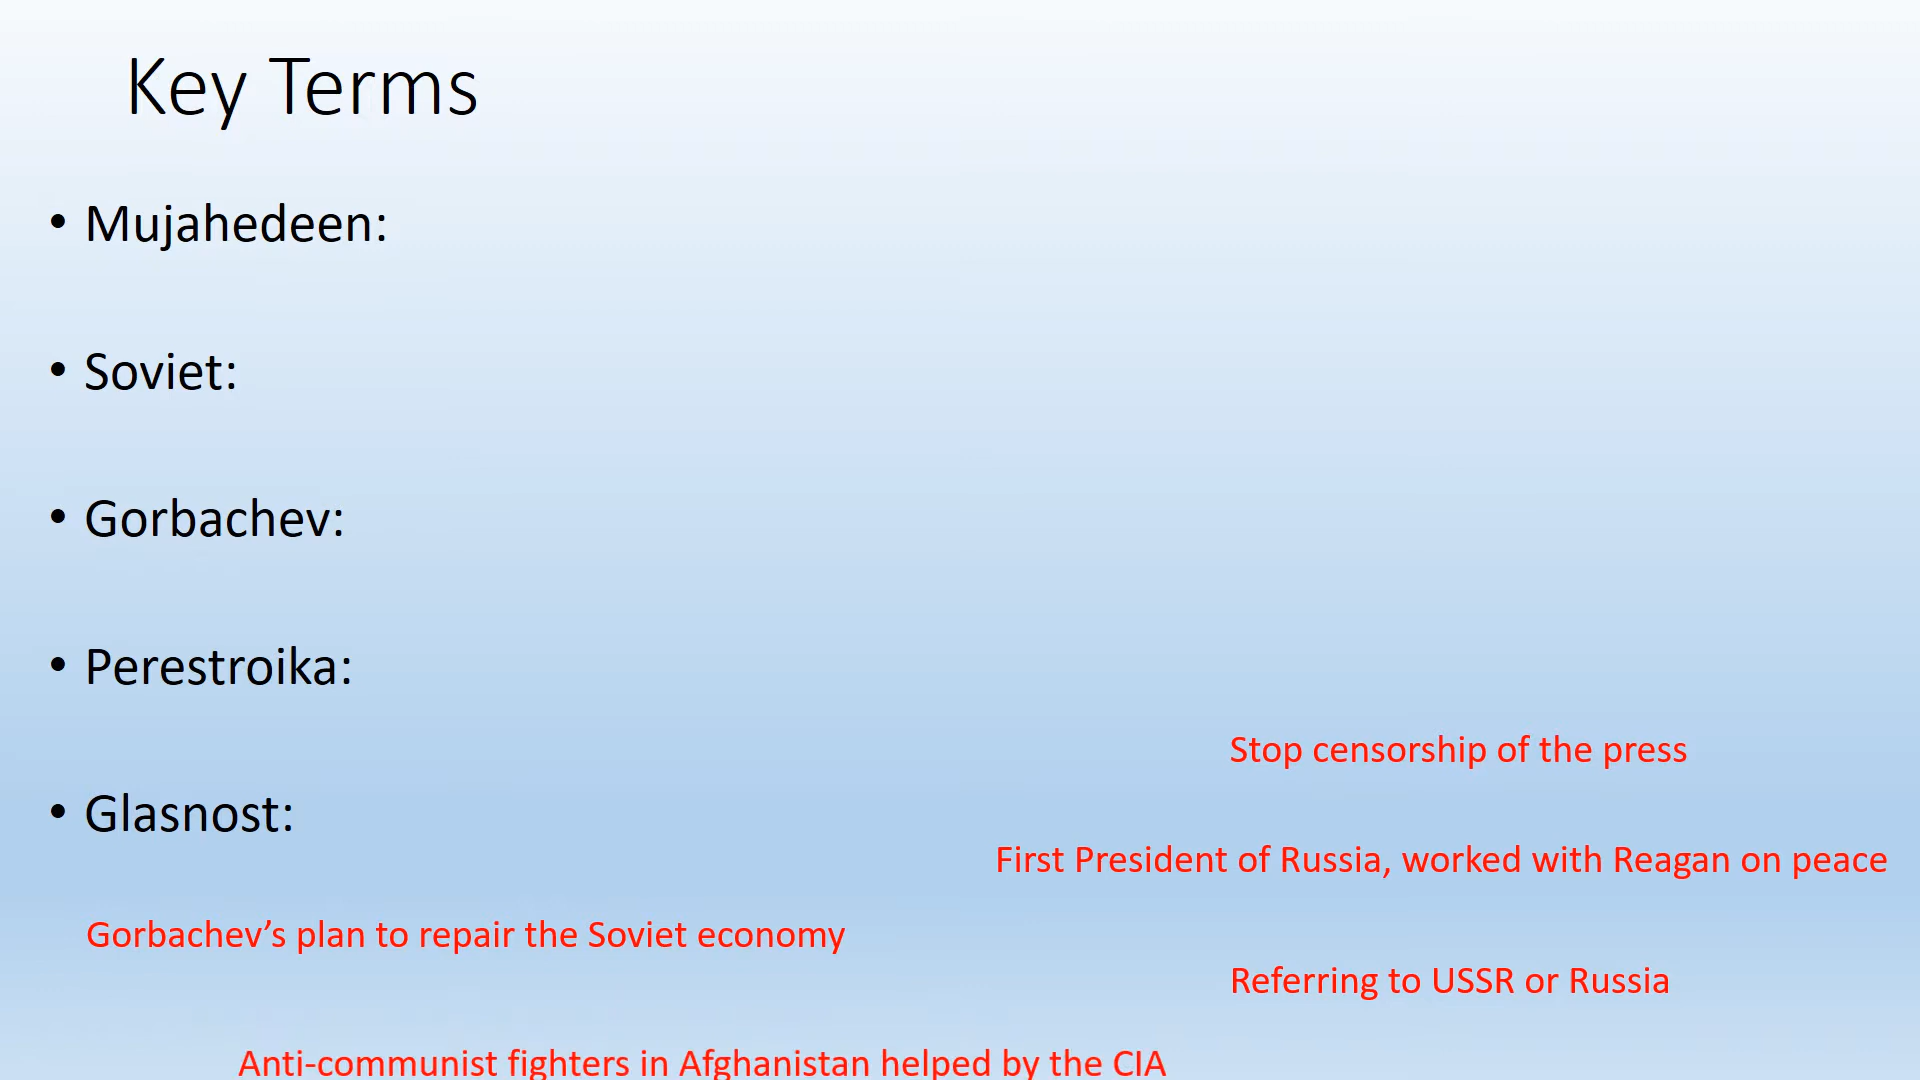 Key Terms
• Mujahedeen:
• Soviet:
• Gorbachev:
• Perestroika:
Stop censorship of the press
• Glasnost:
First President of Russia, worked with Reagan on peace
Gorbachev’s plan to repair the Soviet economy
Referring to USSR or Russia
Anti-communist fighters in Afghanistan helped by the CIA